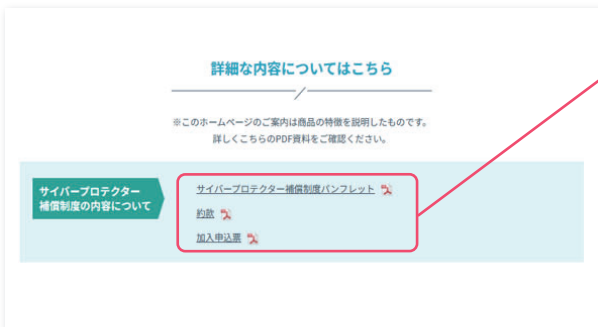 詳細な内容についてはこちら
※このホームページのご案内は商品の特徴を説明したものです。
詳しくこちらのPDF資料をご確認ください。
サイバープロテクター
補償制度の内容について
サイバープロテクター補償制度パンフレット
約款
加入申込票